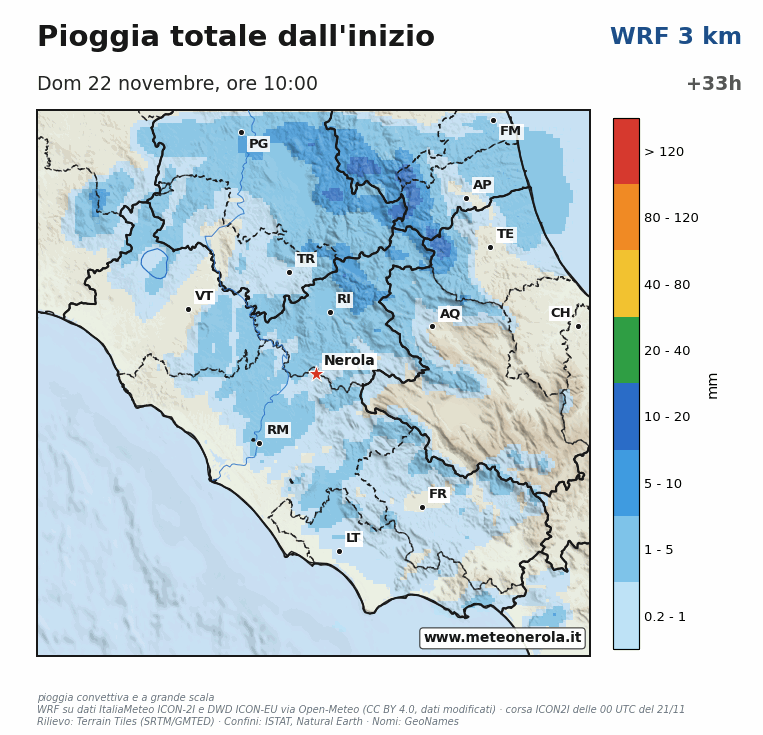 Pioggia totale dall'inizio
WRF 3 km
Dom 22 novembre, ore 10:00
+33h
FM
PG
AP
TE
TR
VT
RI
AQ
CH.
Nerola
RM
FR
LT
www.meteonerola.it
> 120
80 - 120
40 - 80
20 - 40
10 - 20
5 - 10
1 - 5
0.2 - 1
mm
pioggia convettiva e a grande scala
WRF su dati ItaliaMeteo ICON-2I e DWD ICON-EU via Open-Meteo (CC BY 4.0, dati modificati) · corsa ICON2I delle 00 UTC del 21/11
Rilievo: Terrain Tiles (SRTM/GMTED) · Confini: ISTAT, Natural Earth · Nomi: GeoNames